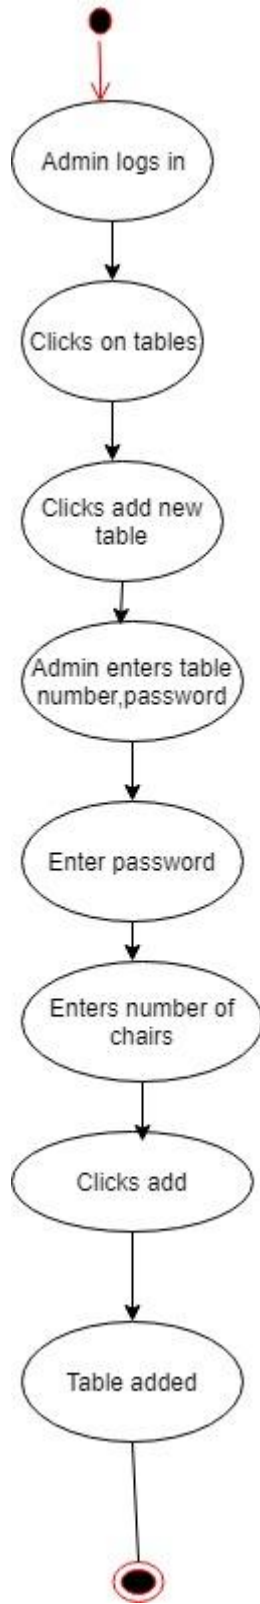 Admin logs in
Clicks on tables
Clicks add new
table
Admin enters table
number,password
Enter password
Enters number of
chairs
Clicks add
Table added